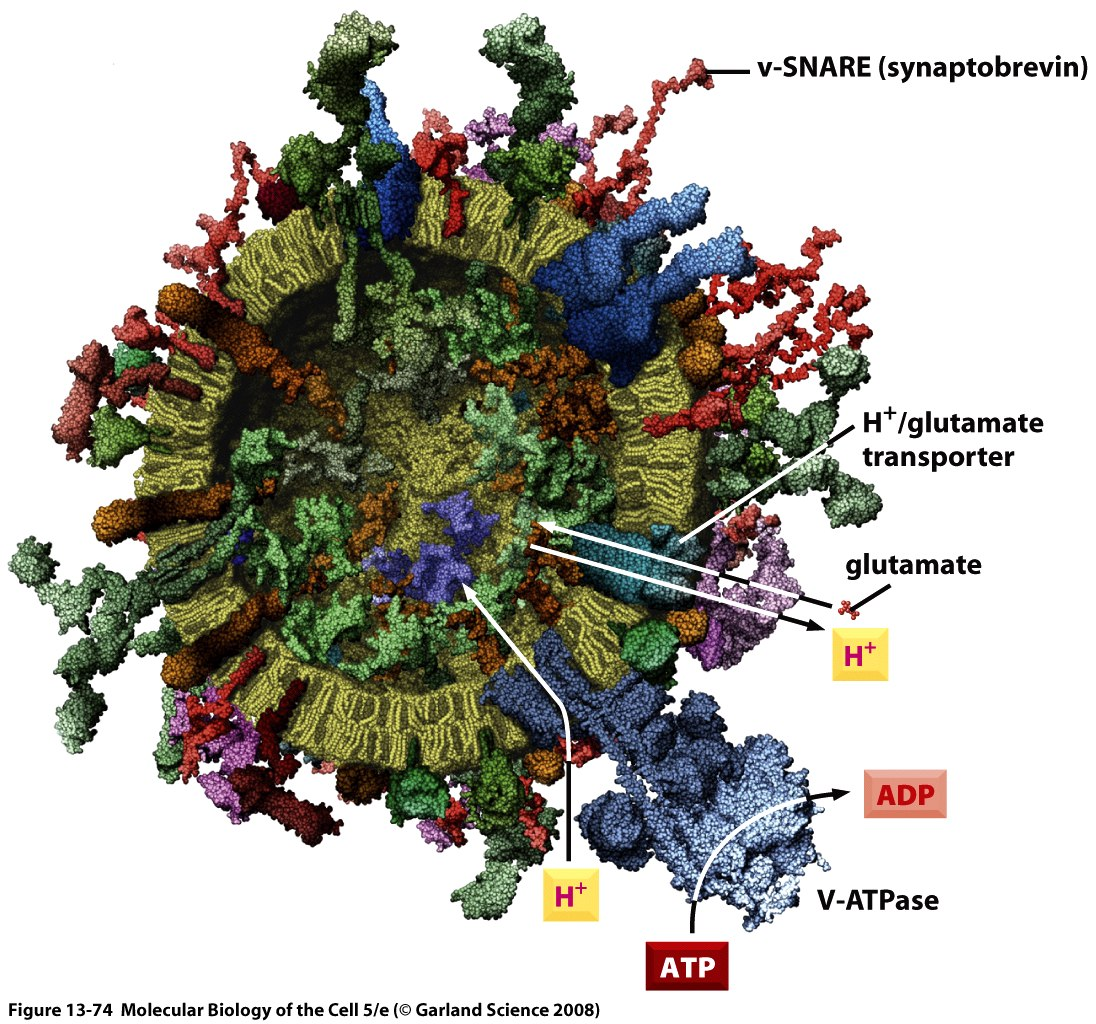 v-SNARE (synaptobrevin)
H⁺/glutamate
transporter
glutamate
H⁺
ADP
H⁺
V-ATPase
ATP
Figure 13-74 Molecular Biology of the Cell 5/e (© Garland Science 2008)